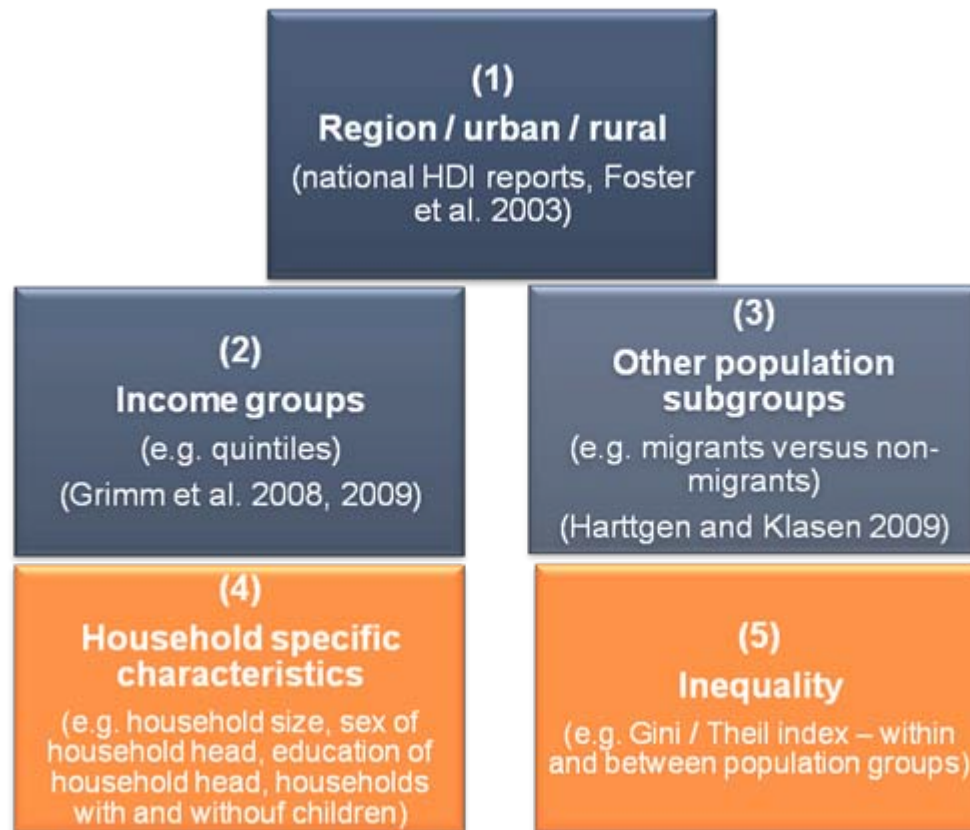 (1)
Region / urban / rural
(national HDI reports, Foster
et al. 2003)
(2)
Income groups
(e.g. quintiles)
(Grimm et al. 2008, 2009)
(3)
Other population
subgroups
(e.g. migrants versus non-
migrants)
(Harttgen and Klasen 2009)
(4)
Household specific
characteristics
(e.g. household size, sex of
household head, education of
household head, households
with and withouf children)
(5)
Inequality
(e.g. Gini / Theil index – within
and between population groups)